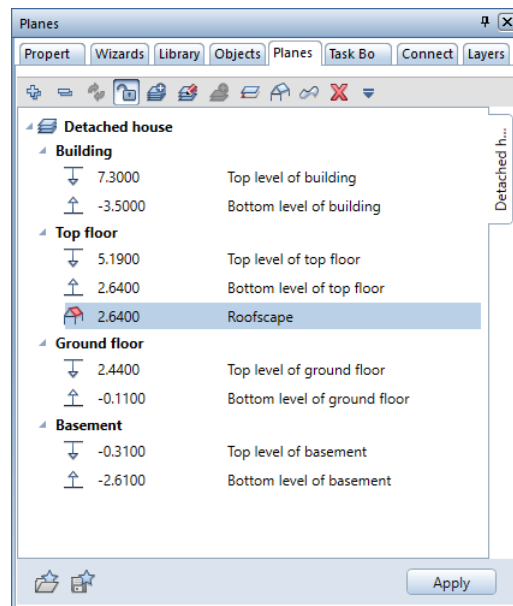 Planes
Propert Wizards Library Objects Planes Task Bo Connect Layers
Detached house
Building
7.3000 Top level of building
-3.5000 Bottom level of building
Top floor
5.1900 Top level of top floor
2.6400 Bottom level of top floor
2.6400 Roofscape
Ground floor
2.4400 Top level of ground floor
-0.1100 Bottom level of ground floor
Basement
-0.3100 Top level of basement
-2.6100 Bottom level of basement
Detached h...
Apply